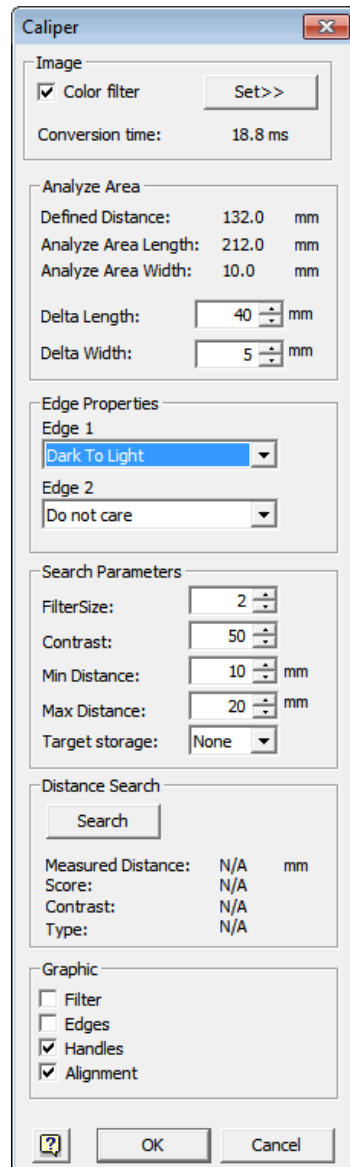 Caliper
Image
Color filter Set>>
Conversion time: 18.8 ms
Analyze Area
Defined Distance: 132.0 mm
Analyze Area Length: 212.0 mm
Analyze Area Width: 10.0 mm
Delta Length: 40 mm
Delta Width: 5 mm
Edge Properties
Edge 1
Dark To Light
Edge 2
Do not care
Search Parameters
FilterSize: 2
Contrast: 50
Min Distance: 10 mm
Max Distance: 20 mm
Target storage: None
Distance Search
Search
Measured Distance: N/A mm
Score: N/A
Contrast: N/A
Type: N/A
Graphic
Filter
Edges
Handles
Alignment
? OK Cancel